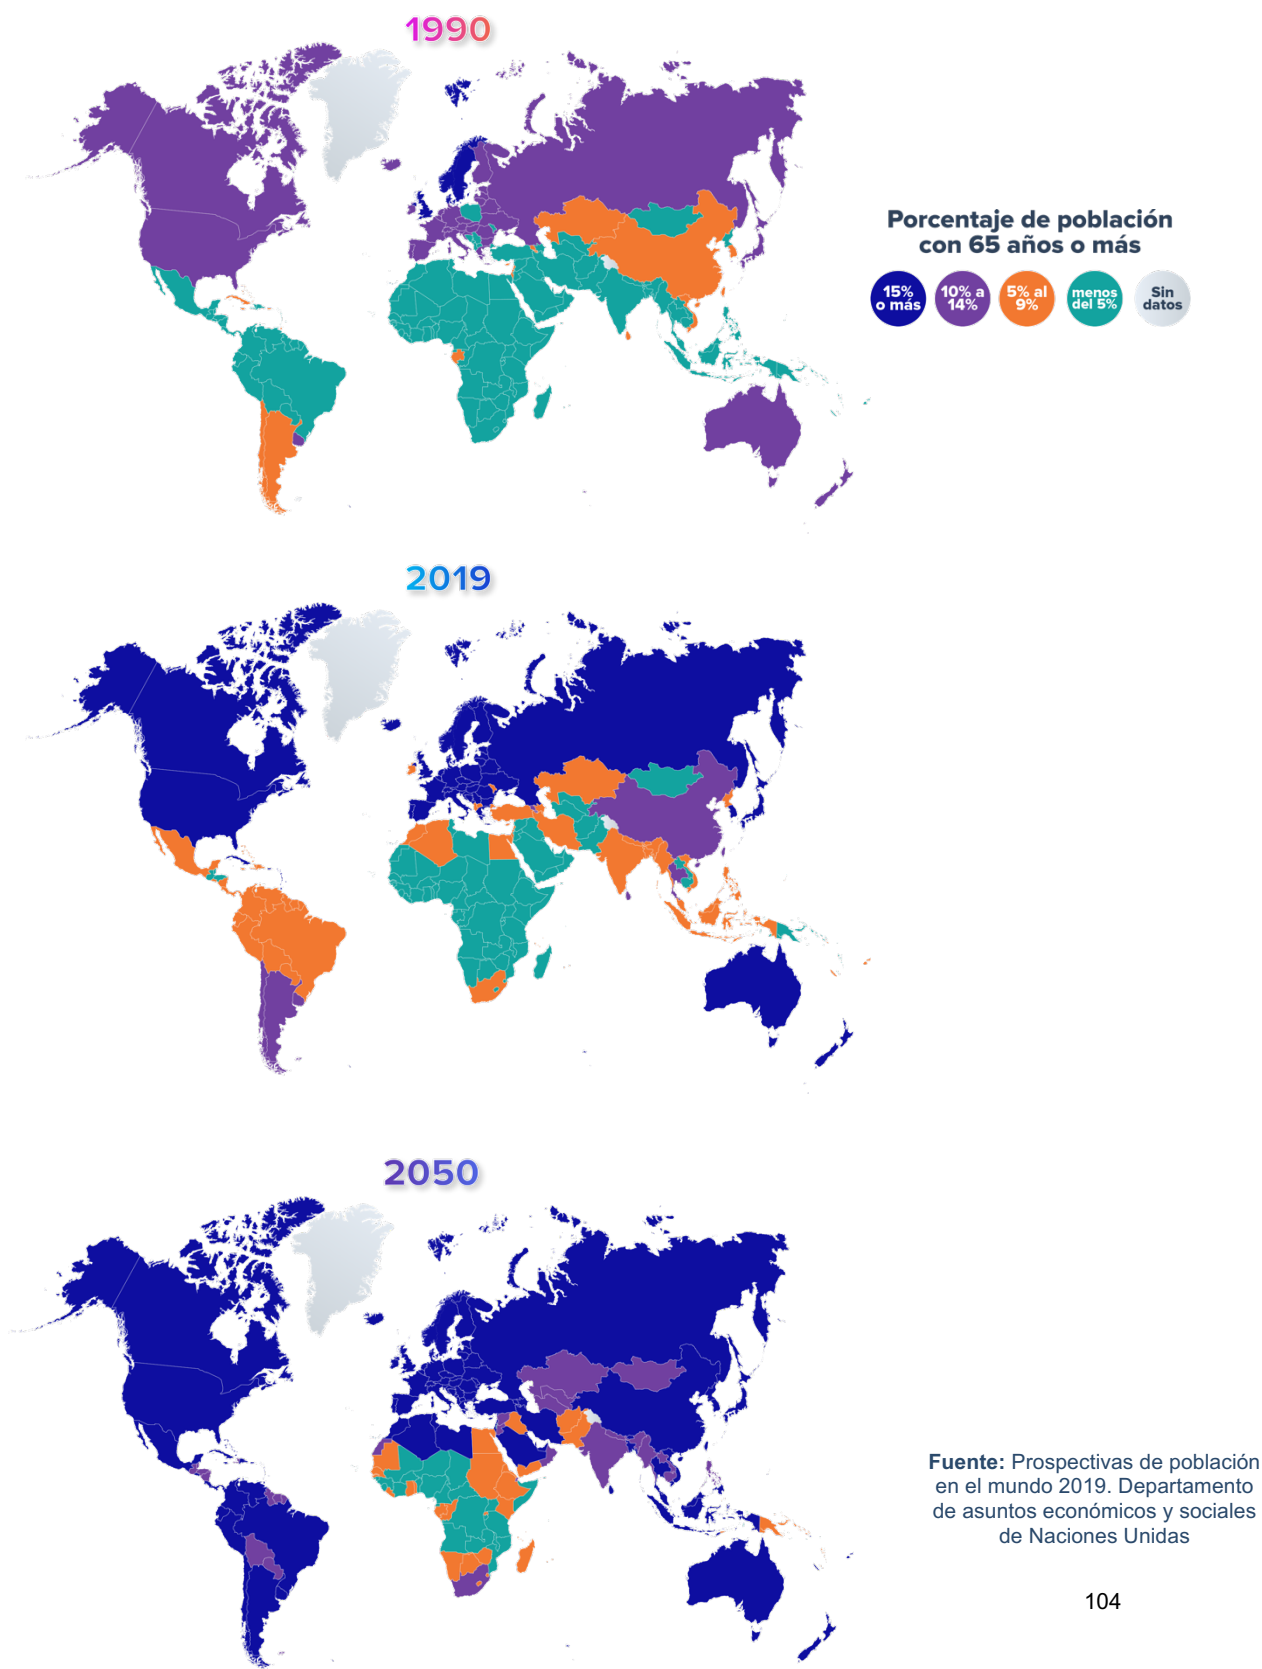 1990
Porcentaje de población
con 65 años o más
15%
o más
10% a
14%
5% al
9%
menos
del 5%
Sin
datos
2019
2050
Fuente: Prospectivas de población
en el mundo 2019. Departamento
de asuntos económicos y sociales
de Naciones Unidas
104